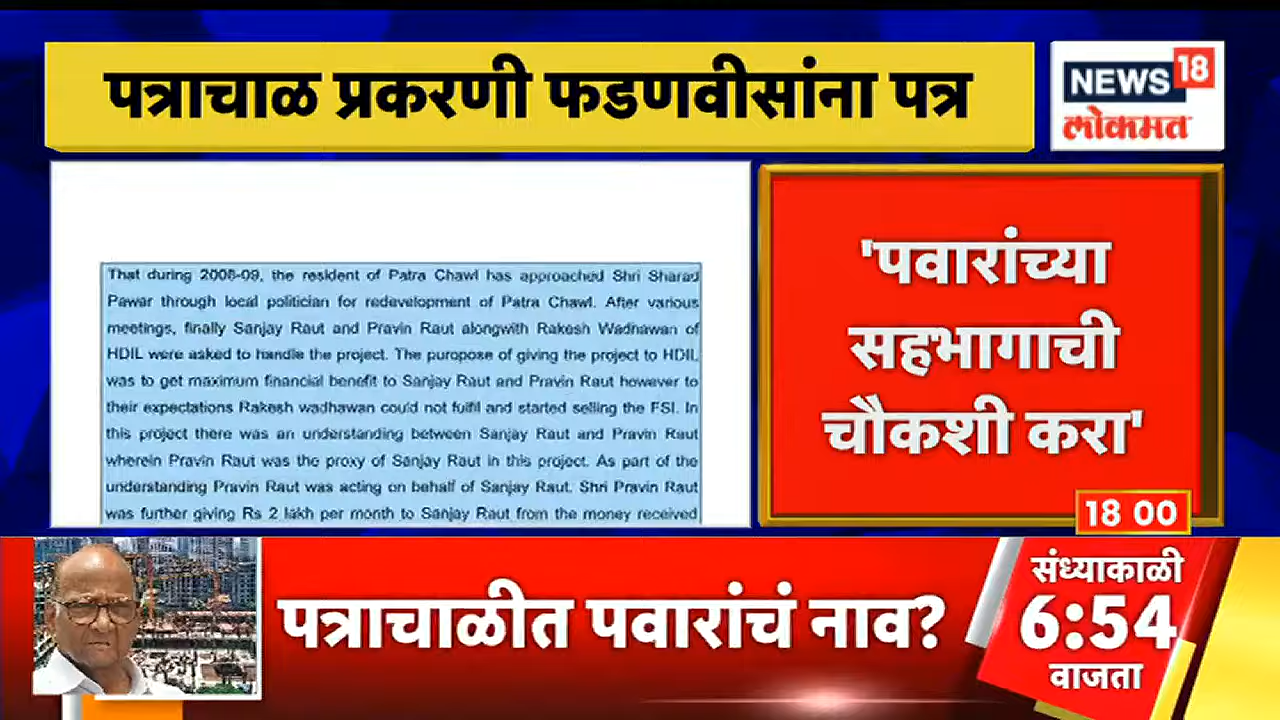 पत्राचाळ प्रकरणी फडणवीसांना पत्र
NEWS 18
लोकमत
That during 2008-09, the resident of Patra Chawl has approached Shri Sharad
Pawar through local politician for redevelopment of Patra Chawl. After various
meetings, finally Sanjay Raut and Pravin Raut alongwith Rakesh Wadhawan of
HDIL were asked to handle the project. The puropose of giving the project to HDIL
was to get maximum financial benefit to Sanjay Raut and Pravin Raut however to
their expectations Rakesh wadhawan could not fulfil and started selling the FSI. In
this project there was an understanding between Sanjay Raut and Pravin Raut
wherein Pravin Raut was the proxy of Sanjay Raut in this project. As part of the
understanding Pravin Raut was acting on behalf of Sanjay Raut. Shri Pravin Raut
was further giving Rs 2 lakh per month to Sanjay Raut from the money received
'पवारांच्या
सहभागाची
चौकशी करा'
18 00
पत्राचाळीत पवारांचं नाव?
संध्याकाळी
6:54
वाजता